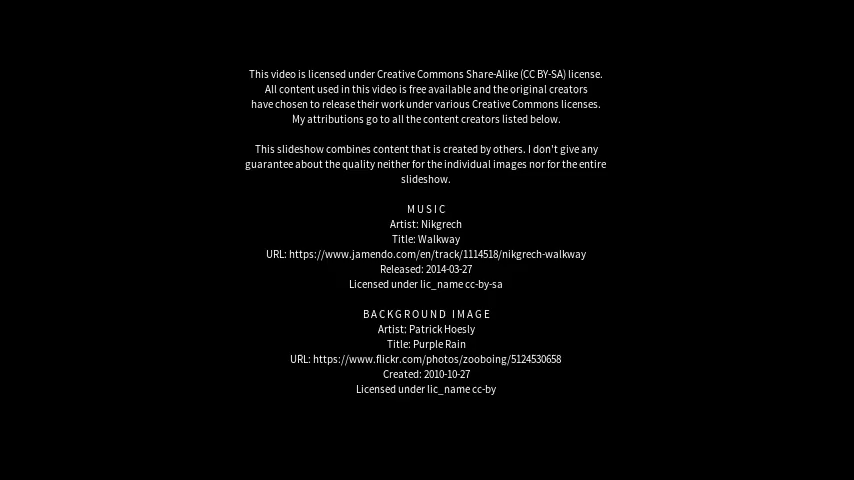 This video is licensed under Creative Commons Share-Alike (CC BY-SA) license.
All content used in this video is free available and the original creators
have chosen to release their work under various Creative Commons licenses.
My attributions go to all the content creators listed below.
This slideshow combines content that is created by others. I don't give any
guarantee about the quality neither for the individual images nor for the entire
slideshow.
MUSIC
Artist: Nikgrech
Title: Walkway
URL: https://www.jamendo.com/en/track/1114518/nikgrech-walkway
Released: 2014-03-27
Licensed under lic_name cc-by-sa
BACKGROUND IMAGE
Artist: Patrick Hoesly
Title: Purple Rain
URL: https://www.flickr.com/photos/zooboing/5124530658
Created: 2010-10-27
Licensed under lic_name cc-by